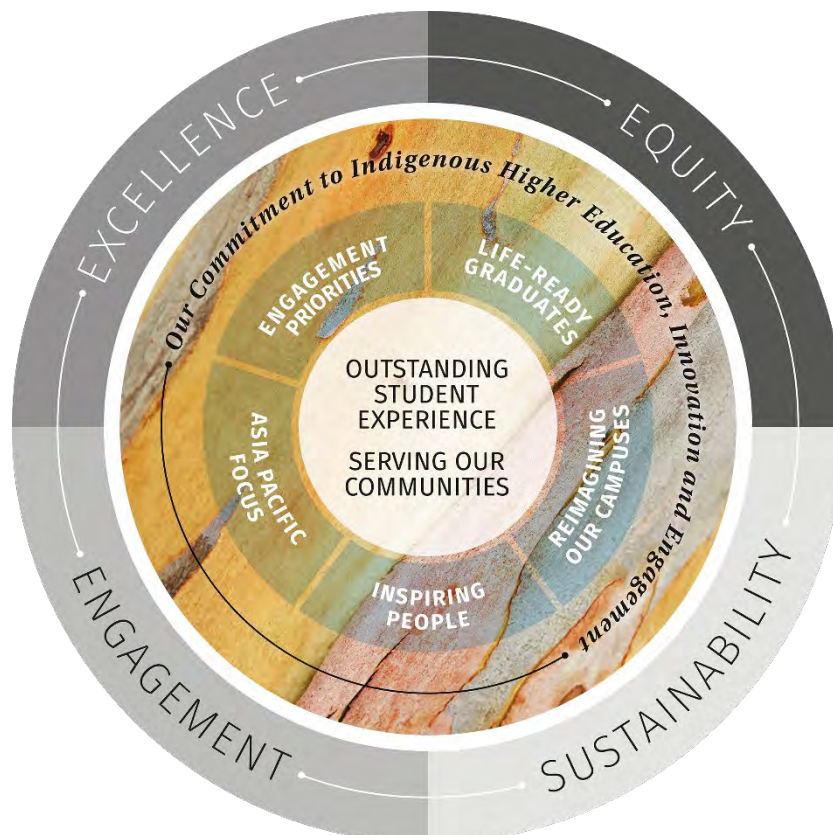 EXCELLENCE
EQUITY
SUSTAINABILITY
ENGAGEMENT
Our Commitment to Indigenous Higher Education, Innovation and Engagement
ENGAGEMENT
PRIORITIES
LIFE-READY
GRADUATES
REIMAGINING
OUR CAMPUSES
INSPIRING
PEOPLE
ASIA PACIFIC
FOCUS
OUTSTANDING
STUDENT
EXPERIENCE
SERVING OUR
COMMUNITIES